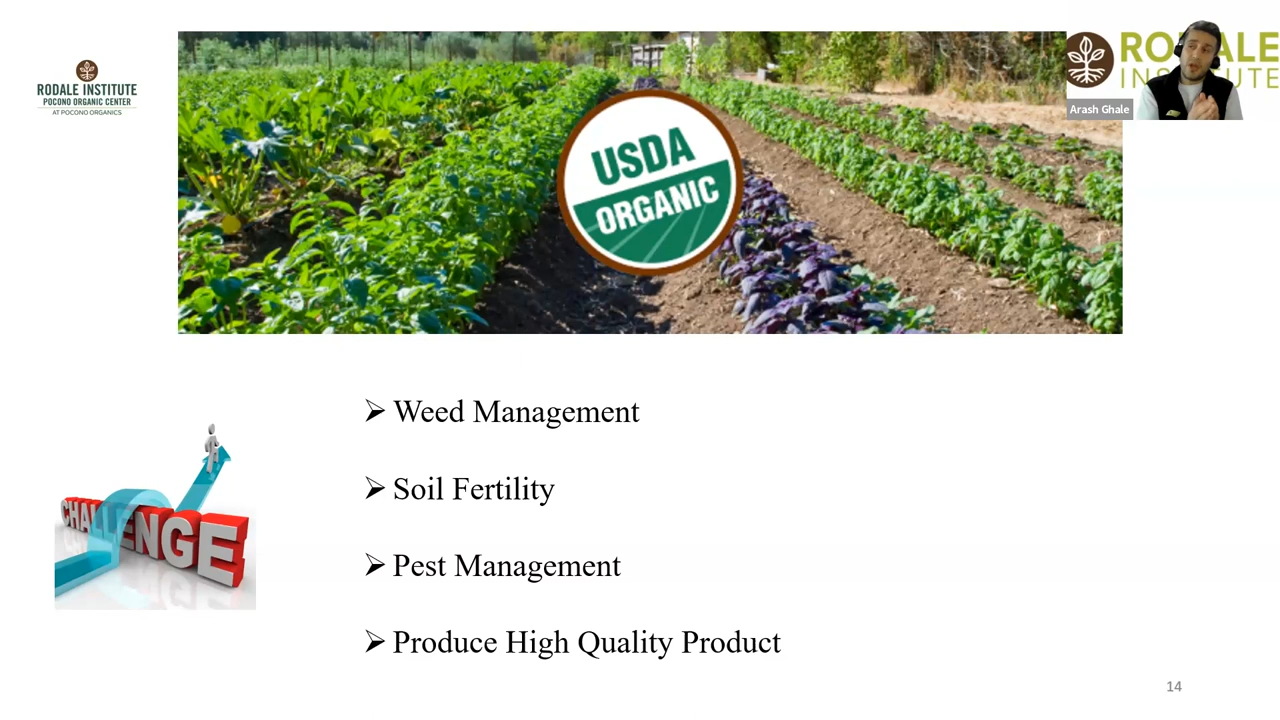 RODALE INSTITUTE
POCONO ORGANIC CENTER
AT POCONO ORGANICS
USDA
ORGANIC
RODALE
INSTITUTE
Arash Ghale
CHALLENGE
➢ Weed Management
➢ Soil Fertility
➢ Pest Management
➢ Produce High Quality Product
14